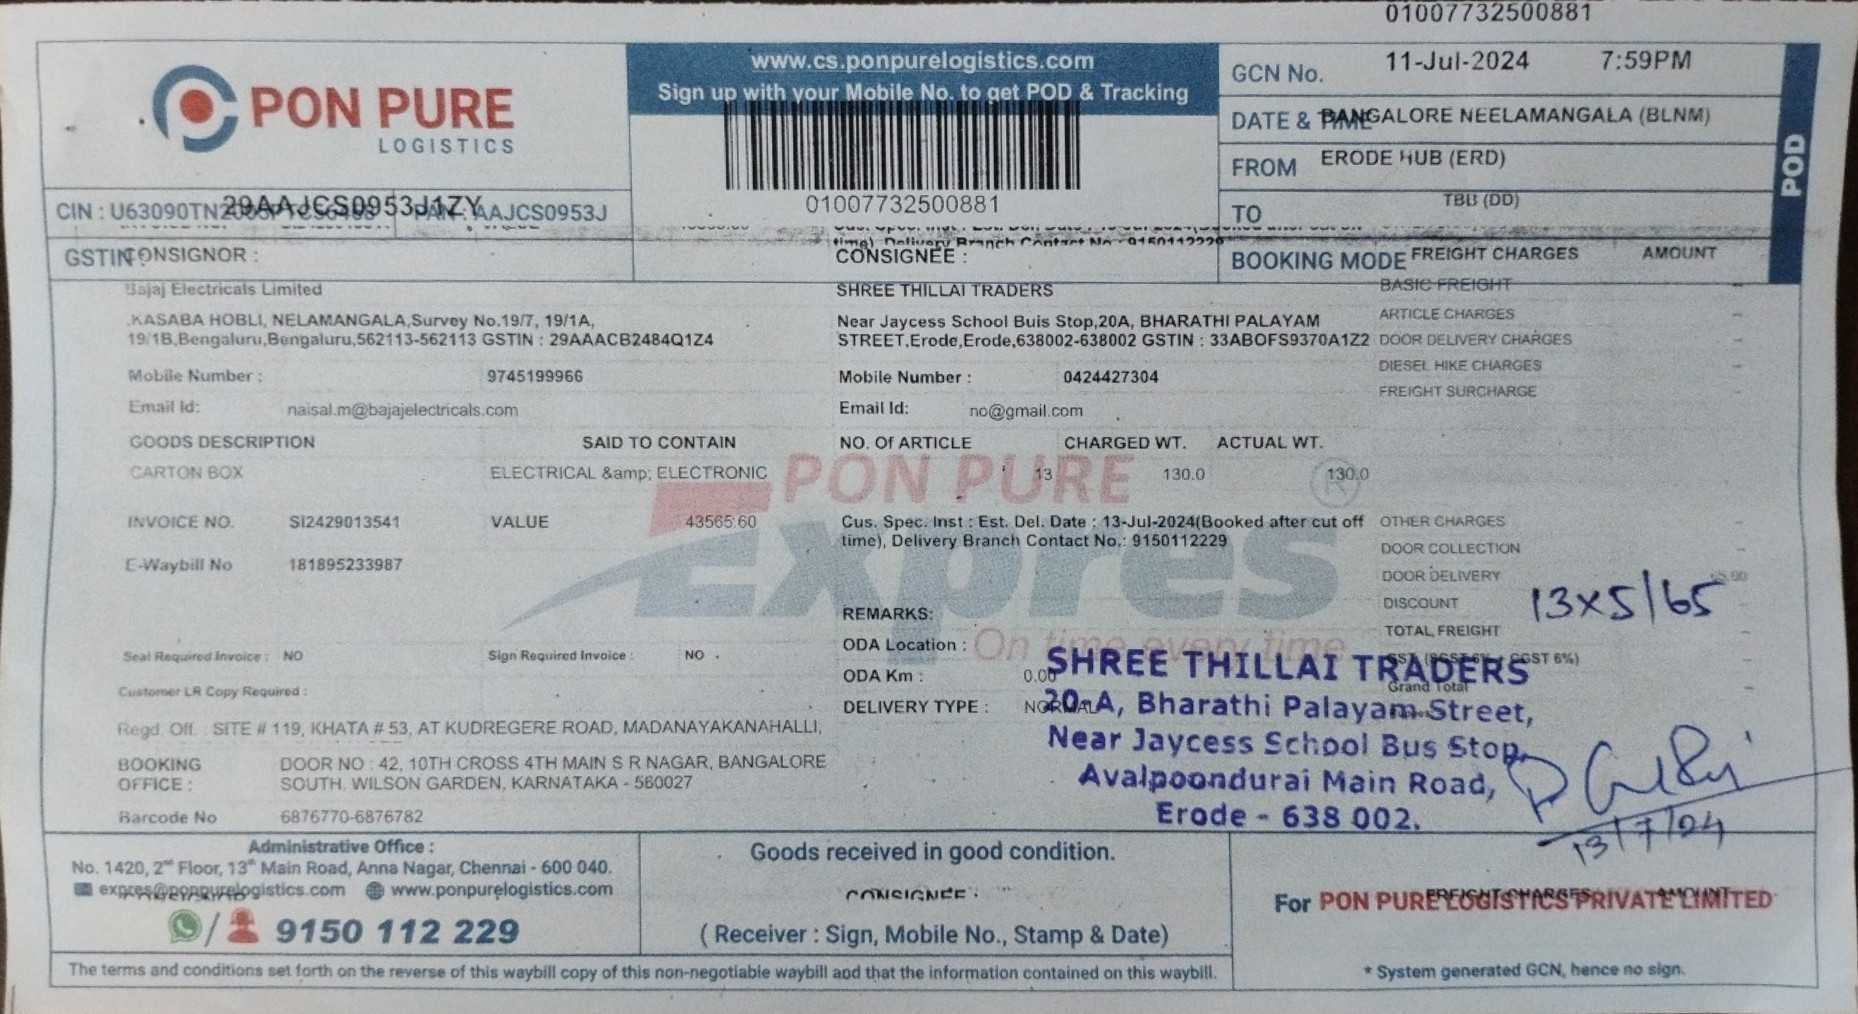 01007732500881
PON PURE
LOGISTICS
www.cs.ponpurelogistics.com
Sign up with your Mobile No. to get POD & Tracking
01007732500881
GCN No. 11-Jul-2024 7:59PM
DATE & TIME BANGALORE NEELAMANGALA (BLNM)
FROM ERODE HUB (ERD)
TO TBB (DD)
BOOKING MODE FREIGHT CHARGES AMOUNT
POD
CIN : PAN : AAJCS0953J
29AAJCS0953J1ZY
GSTIN : CONSIGNOR :
time), Delivery Branch Contact No.: 9150112229
CONSIGNEE :
Bajaj Electricals Limited
,KASABA HOBLI, NELAMANGALA,Survey No.19/7, 19/1A,
19/1B,Bengaluru,Bengaluru,562113-562113 GSTIN : 29AAACB2484Q1Z4
Mobile Number : 9745199966
Email Id: naisal.m@bajajelectricals.com
SHREE THILLAI TRADERS
Near Jaycess School Buis Stop,20A, BHARATHI PALAYAM
STREET,Erode,Erode,638002-638002 GSTIN : 33ABOFS9370A1Z2
Mobile Number : 0424427304
Email Id: no@gmail.com
BASIC FREIGHT -
ARTICLE CHARGES -
DOOR DELIVERY CHARGES -
DIESEL HIKE CHARGES -
FREIGHT SURCHARGE -
GOODS DESCRIPTION SAID TO CONTAIN NO. Of ARTICLE CHARGED WT. ACTUAL WT.
CARTON BOX ELECTRICAL &amp; ELECTRONIC 13 130.0 130.0
PON PURE
Expres
On time every time
INVOICE NO. SI2429013541 VALUE 43565.60
E-Waybill No 181895233987
Cus. Spec. Inst : Est. Del. Date : 13-Jul-2024(Booked after cut off
time), Delivery Branch Contact No.: 9150112229
OTHER CHARGES -
DOOR COLLECTION -
DOOR DELIVERY
DISCOUNT
TOTAL FREIGHT -
13x5/65
REMARKS:
ODA Location :
ODA Km : 0.00
DELIVERY TYPE : NORMAL
Grand Total -
Seal Required Invoice : NO Sign Required Invoice : NO
Customer LR Copy Required :
Regd. Off. : SITE # 119, KHATA # 53, AT KUDREGERE ROAD, MADANAYAKANAHALLI,
BOOKING OFFICE : DOOR NO : 42, 10TH CROSS 4TH MAIN S R NAGAR, BANGALORE
SOUTH, WILSON GARDEN, KARNATAKA - 560027
Barcode No 6876770-6876782
SHREE THILLAI TRADERS
20-A, Bharathi Palayam Street,
Near Jaycess School Bus Stop,
Avalpoondurai Main Road,
Erode - 638 002.
13/7/24
Administrative Office :
No. 1420, 2nd Floor, 13th Main Road, Anna Nagar, Chennai - 600 040.
expres@ponpurelogistics.com www.ponpurelogistics.com
9150 112 229
Goods received in good condition.
CONSIGNEE :
( Receiver : Sign, Mobile No., Stamp & Date)
For PON PURE LOGISTICS PRIVATE LIMITED
FREIGHT CHARGES AMOUNT
The terms and conditions set forth on the reverse of this waybill copy of this non-negotiable waybill and that the information contained on this waybill.
* System generated GCN, hence no sign.